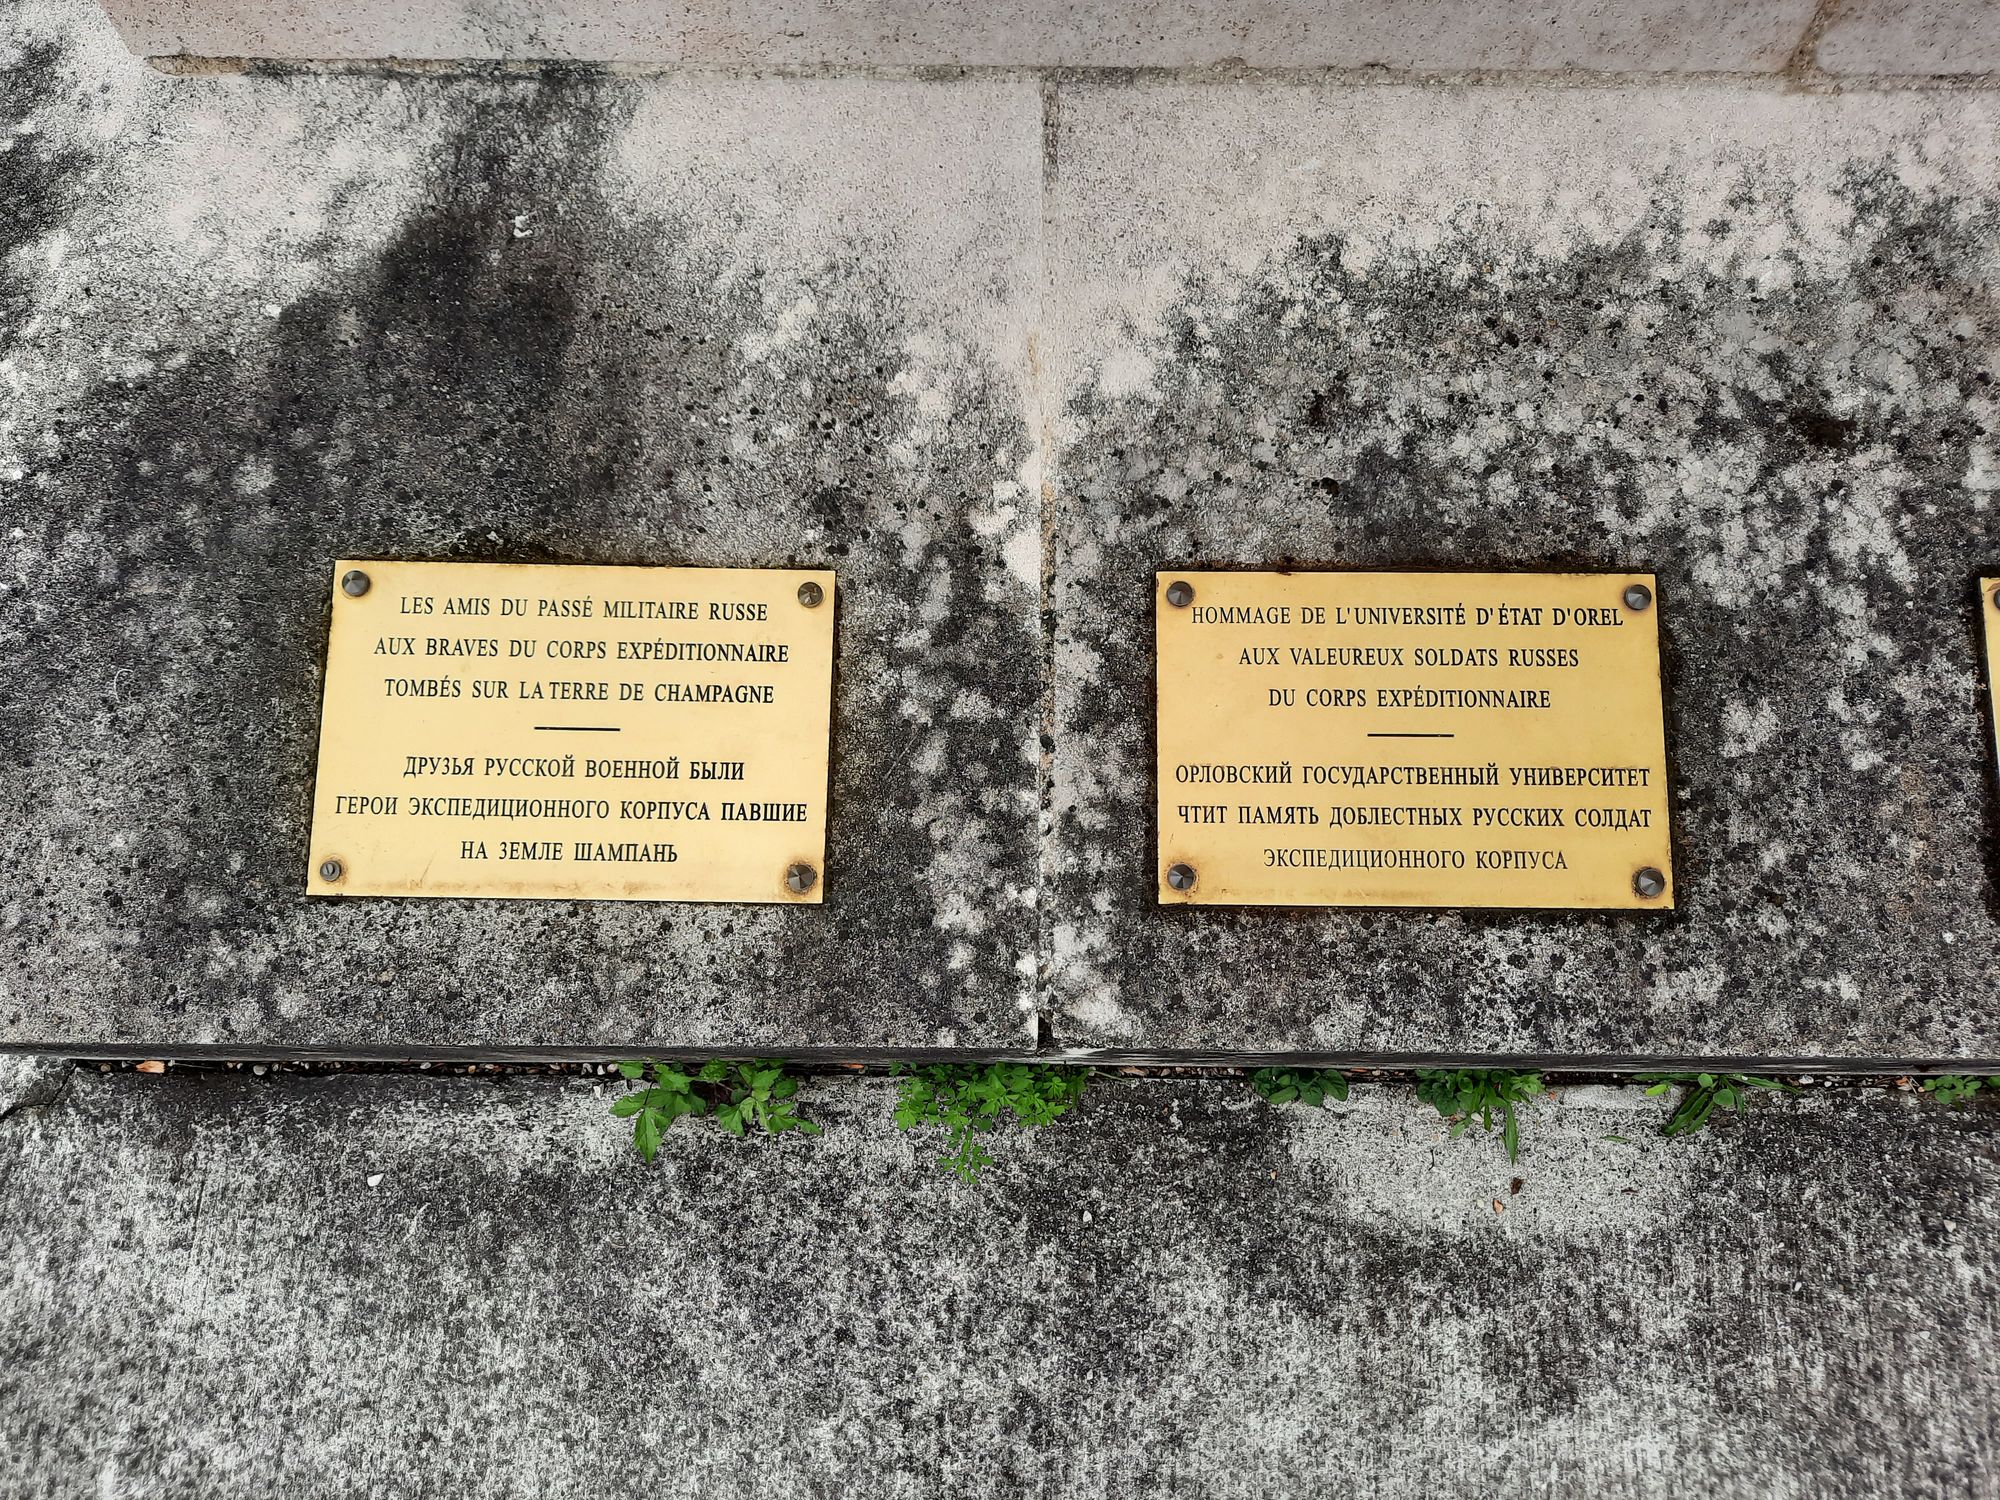 LES AMIS DU PASSÉ MILITAIRE RUSSE
AUX BRAVES DU CORPS EXPÉDITIONNAIRE
TOMBÉS SUR LA TERRE DE CHAMPAGNE
ДРУЗЬЯ РУССКОЙ ВОЕННОЙ БЫЛИ
ГЕРОИ ЭКСПЕДИЦИОННОГО КОРПУСА ПАВШИЕ
НА ЗЕМЛЕ ШАМПАНЬ
HOMMAGE DE L'UNIVERSITÉ D'ÉTAT D'OREL
AUX VALEUREUX SOLDATS RUSSES
DU CORPS EXPÉDITIONNAIRE
ОРЛОВСКИЙ ГОСУДАРСТВЕННЫЙ УНИВЕРСИТЕТ
ЧТИТ ПАМЯТЬ ДОБЛЕСТНЫХ РУССКИХ СОЛДАТ
ЭКСПЕДИЦИОННОГО КОРПУСА